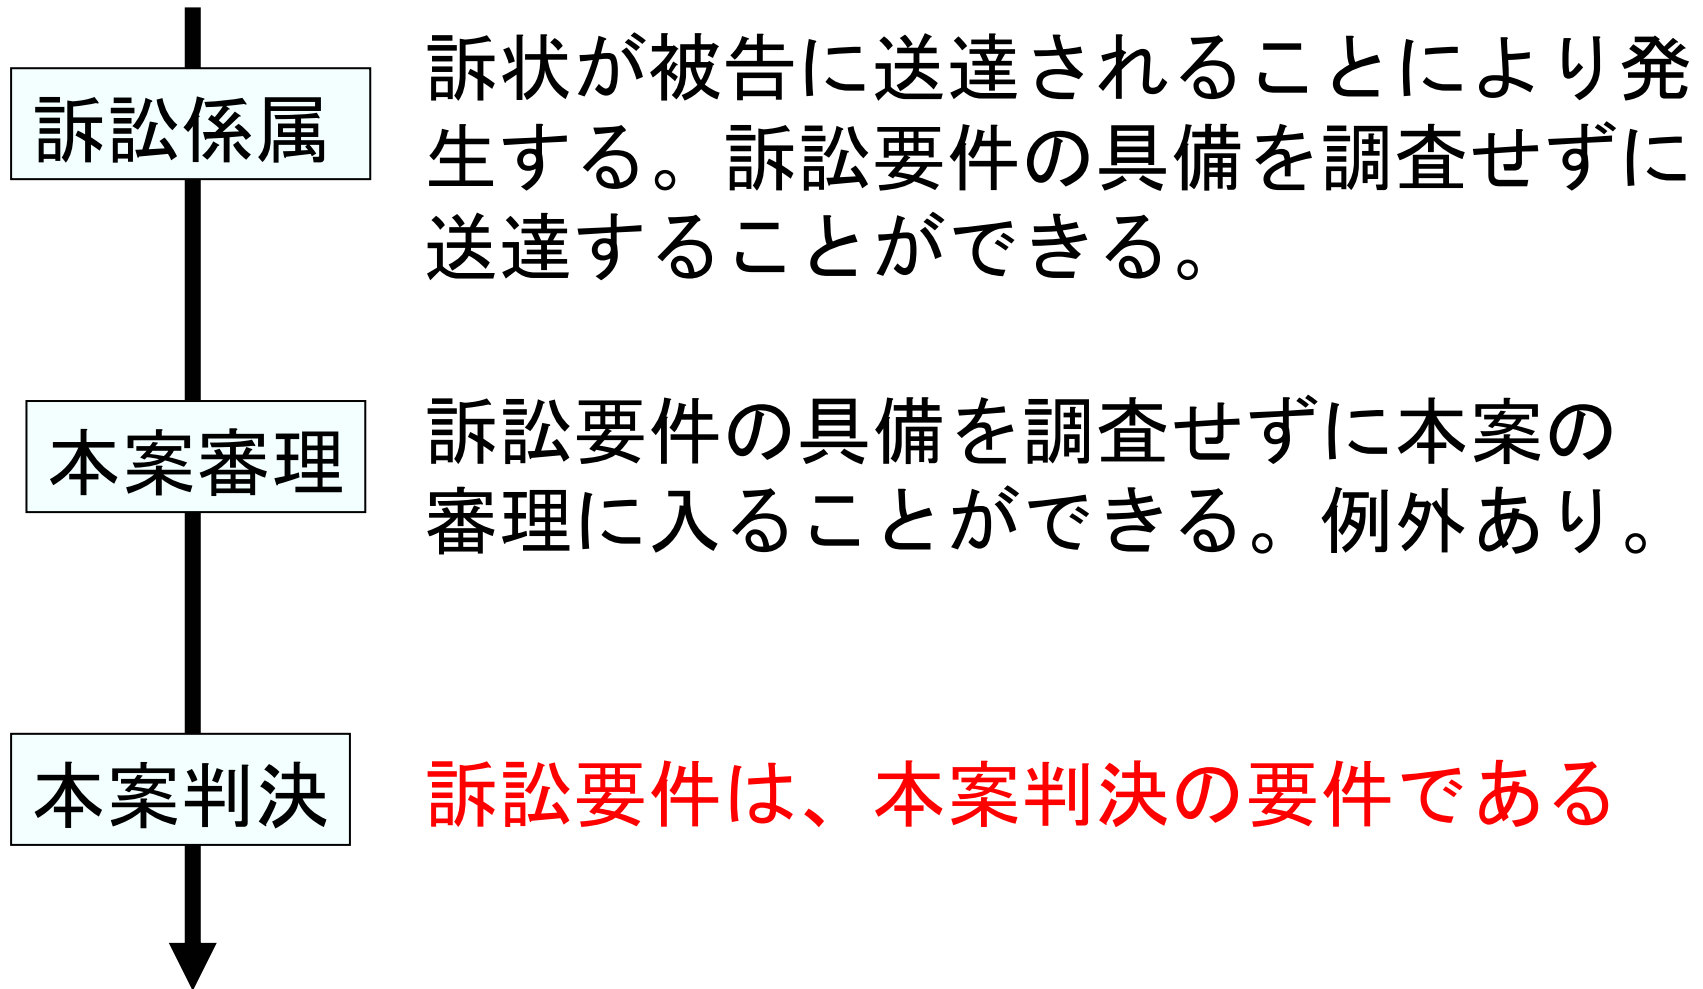 訴訟係属
訴状が被告に送達されることにより発
生する。訴訟要件の具備を調査せずに
送達することができる。
本案審理
訴訟要件の具備を調査せずに本案の
審理に入ることができる。例外あり。
本案判決
訴訟要件は、本案判決の要件である